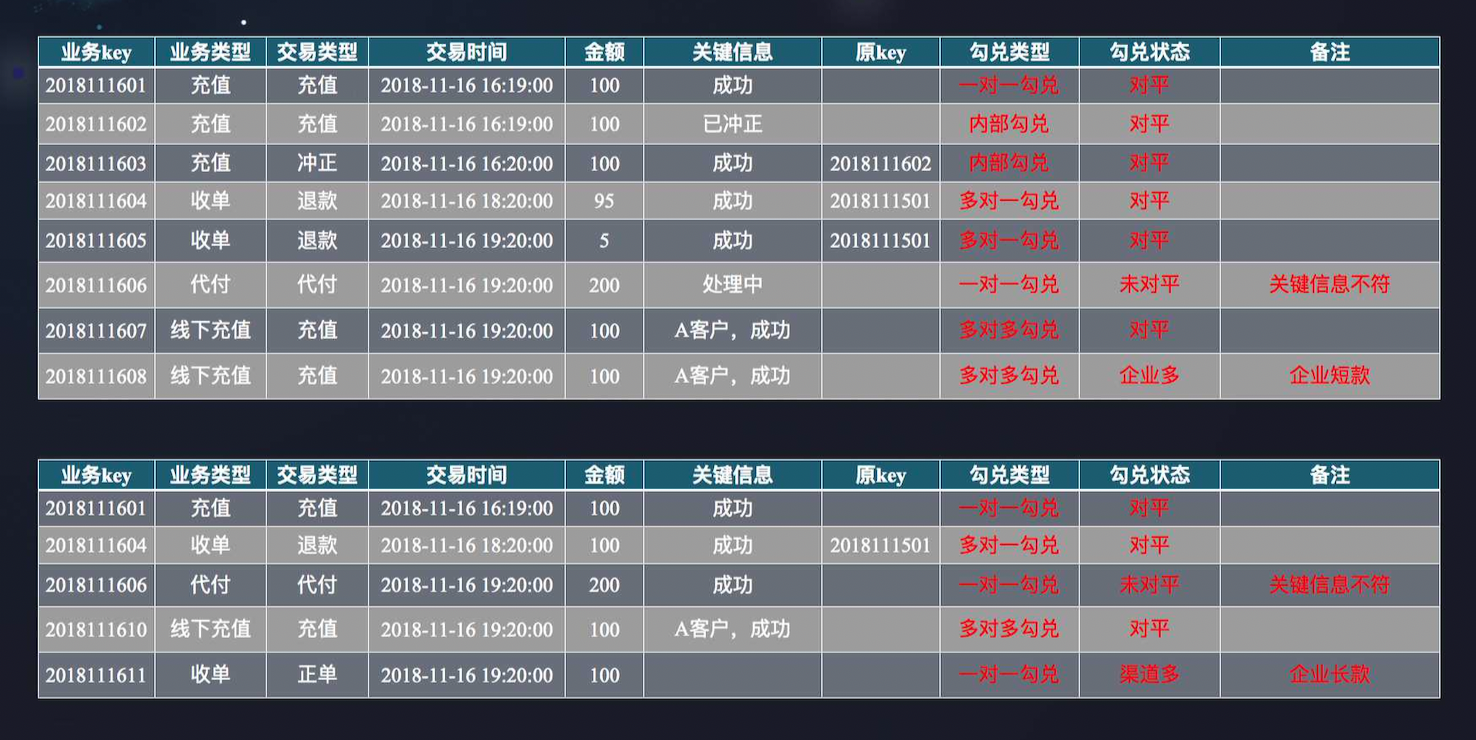 业务key 业务类型 交易类型 交易时间 金额 关键信息 原key 勾兑类型 勾兑状态 备注
2018111601 充值 充值 2018-11-16 16:19:00 100 成功 一对一勾兑 对平
2018111602 充值 充值 2018-11-16 16:19:00 100 已冲正 内部勾兑 对平
2018111603 充值 冲正 2018-11-16 16:20:00 100 成功 2018111602 内部勾兑 对平
2018111604 收单 退款 2018-11-16 18:20:00 95 成功 2018111501 多对一勾兑 对平
2018111605 收单 退款 2018-11-16 19:20:00 5 成功 2018111501 多对一勾兑 对平
2018111606 代付 代付 2018-11-16 19:20:00 200 处理中 一对一勾兑 未对平 关键信息不符
2018111607 线下充值 充值 2018-11-16 19:20:00 100 A客户，成功 多对多勾兑 对平
2018111608 线下充值 充值 2018-11-16 19:20:00 100 A客户，成功 多对多勾兑 企业多 企业短款
业务key 业务类型 交易类型 交易时间 金额 关键信息 原key 勾兑类型 勾兑状态 备注
2018111601 充值 充值 2018-11-16 16:19:00 100 成功 一对一勾兑 对平
2018111604 收单 退款 2018-11-16 18:20:00 100 成功 2018111501 多对一勾兑 对平
2018111606 代付 代付 2018-11-16 19:20:00 200 成功 一对一勾兑 未对平 关键信息不符
2018111610 线下充值 充值 2018-11-16 19:20:00 100 A客户，成功 多对多勾兑 对平
2018111611 收单 正单 2018-11-16 19:20:00 100 一对一勾兑 渠道多 企业长款